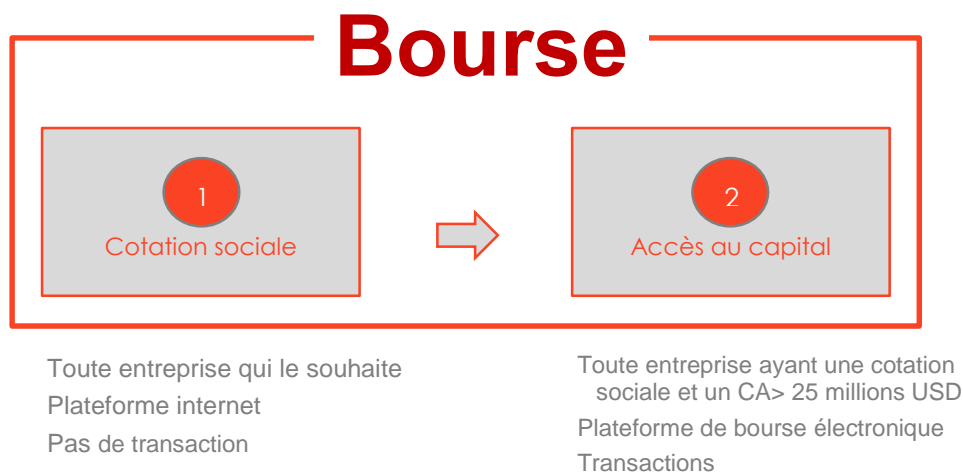 Bourse
1
Cotation sociale
2
Accès au capital
Toute entreprise qui le souhaite
Plateforme internet
Pas de transaction
Toute entreprise ayant une cotation
sociale et un CA> 25 millions USD
Plateforme de bourse électronique
Transactions